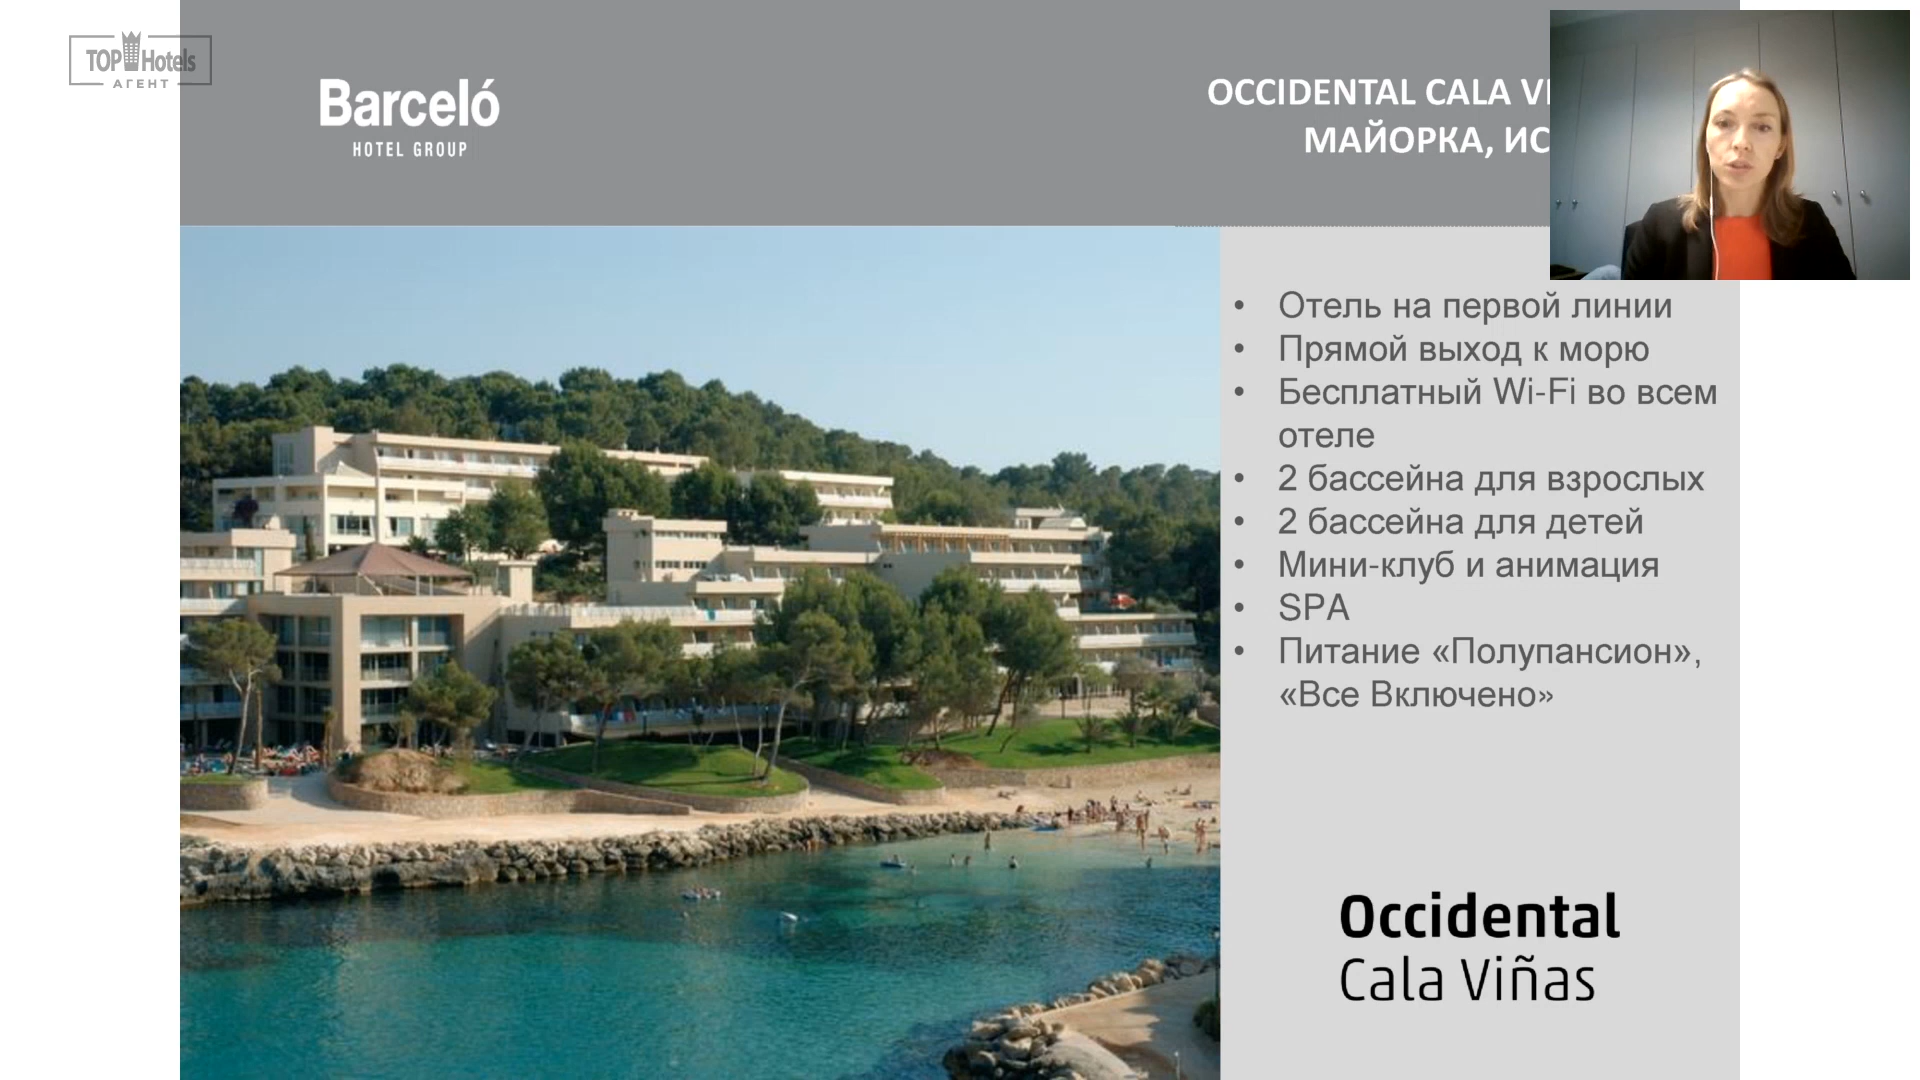 TOP Hotels
АГЕНТ
Barceló
HOTEL GROUP
OCCIDENTAL CALA
МАЙОРКА,
• Отель на первой линии
• Прямой выход к морю
• Бесплатный Wi-Fi во всем
отеле
• 2 бассейна для взрослых
• 2 бассейна для детей
• Мини-клуб и анимация
• SPA
• Питание «Полупансион»,
«Все Включено»
Occidental
Cala Viñas